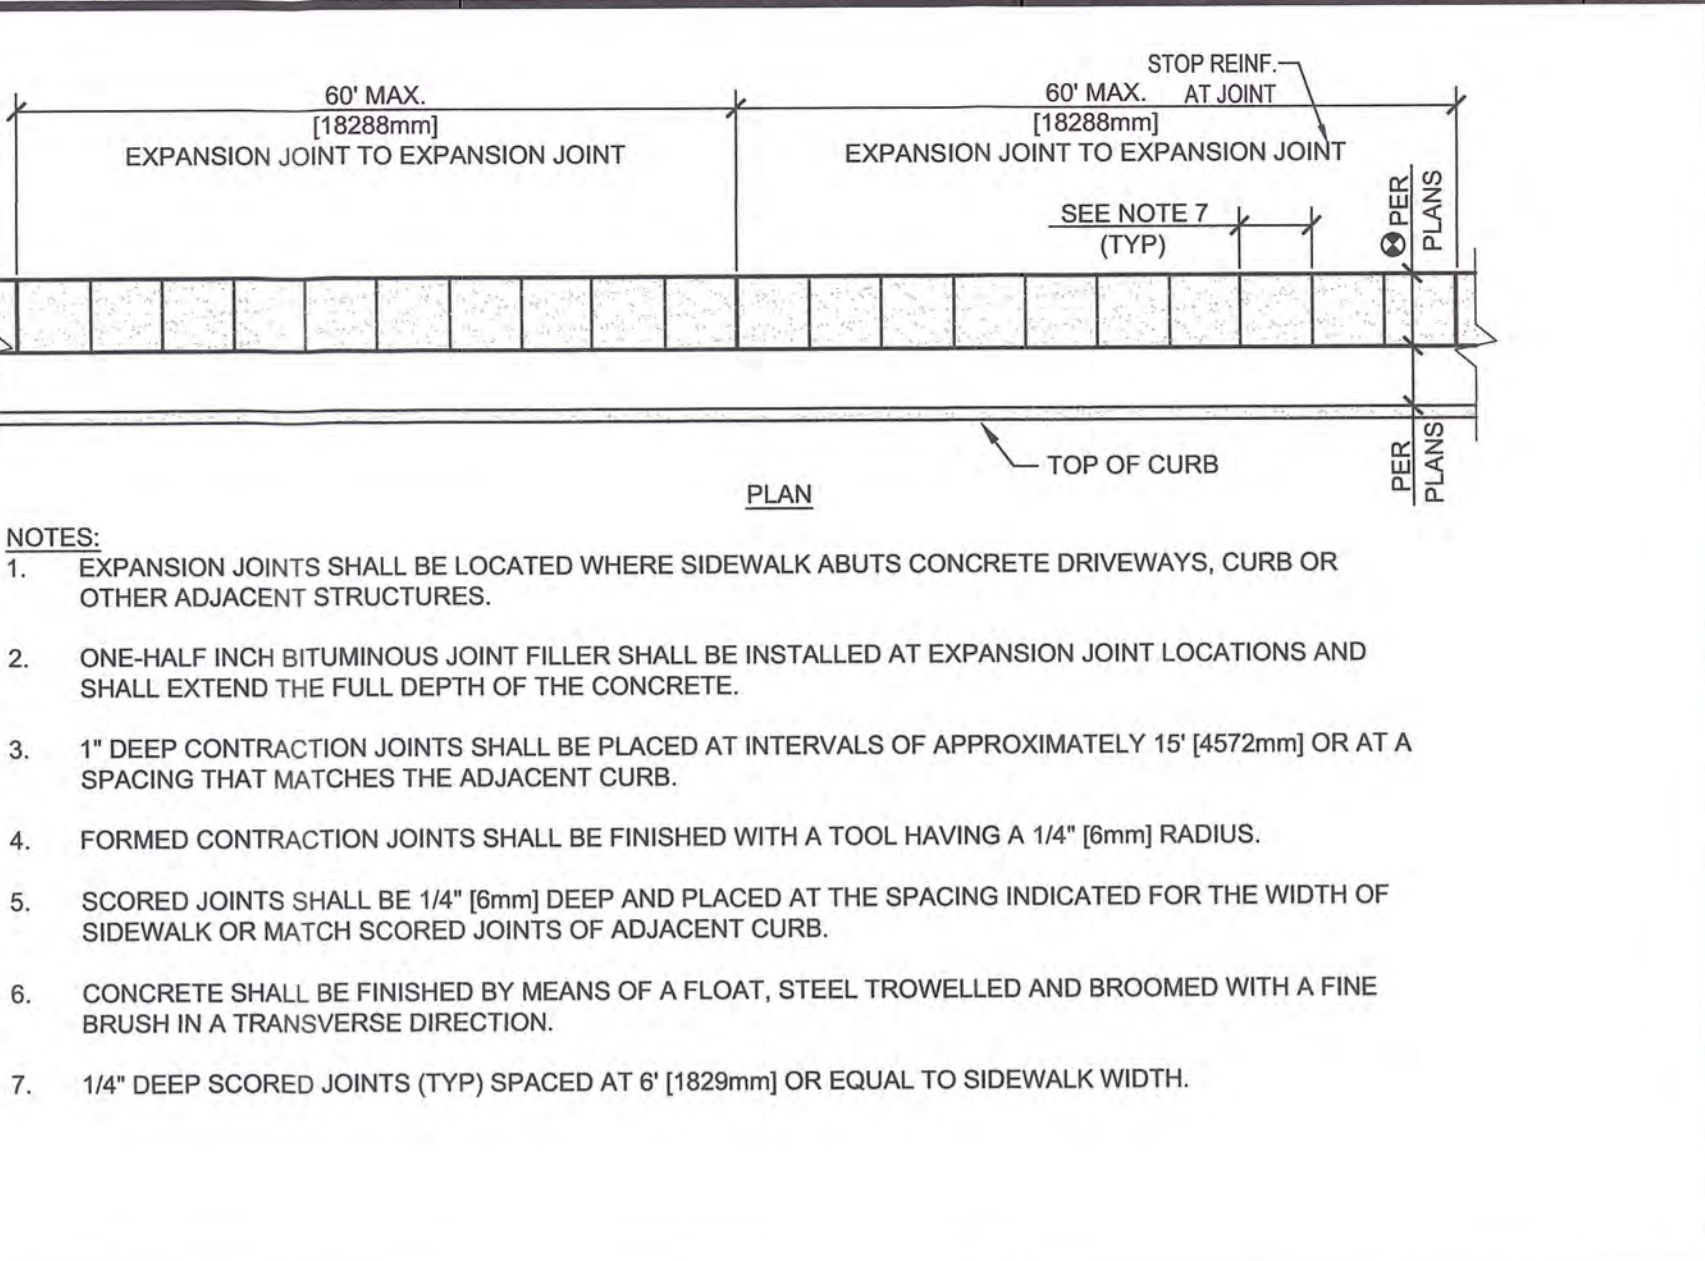 STOP REINF.
AT JOINT
60' MAX.
[18288mm]
EXPANSION JOINT TO EXPANSION JOINT
60' MAX.
[18288mm]
EXPANSION JOINT TO EXPANSION JOINT
SEE NOTE 7
(TYP)
PER
PLANS
TOP OF CURB
PER
PLANS
PLAN
NOTES:
1. EXPANSION JOINTS SHALL BE LOCATED WHERE SIDEWALK ABUTS CONCRETE DRIVEWAYS, CURB OR
OTHER ADJACENT STRUCTURES.
2. ONE-HALF INCH BITUMINOUS JOINT FILLER SHALL BE INSTALLED AT EXPANSION JOINT LOCATIONS AND
SHALL EXTEND THE FULL DEPTH OF THE CONCRETE.
3. 1" DEEP CONTRACTION JOINTS SHALL BE PLACED AT INTERVALS OF APPROXIMATELY 15' [4572mm] OR AT A
SPACING THAT MATCHES THE ADJACENT CURB.
4. FORMED CONTRACTION JOINTS SHALL BE FINISHED WITH A TOOL HAVING A 1/4" [6mm] RADIUS.
5. SCORED JOINTS SHALL BE 1/4" [6mm] DEEP AND PLACED AT THE SPACING INDICATED FOR THE WIDTH OF
SIDEWALK OR MATCH SCORED JOINTS OF ADJACENT CURB.
6. CONCRETE SHALL BE FINISHED BY MEANS OF A FLOAT, STEEL TROWELLED AND BROOMED WITH A FINE
BRUSH IN A TRANSVERSE DIRECTION.
7. 1/4" DEEP SCORED JOINTS (TYP) SPACED AT 6' [1829mm] OR EQUAL TO SIDEWALK WIDTH.